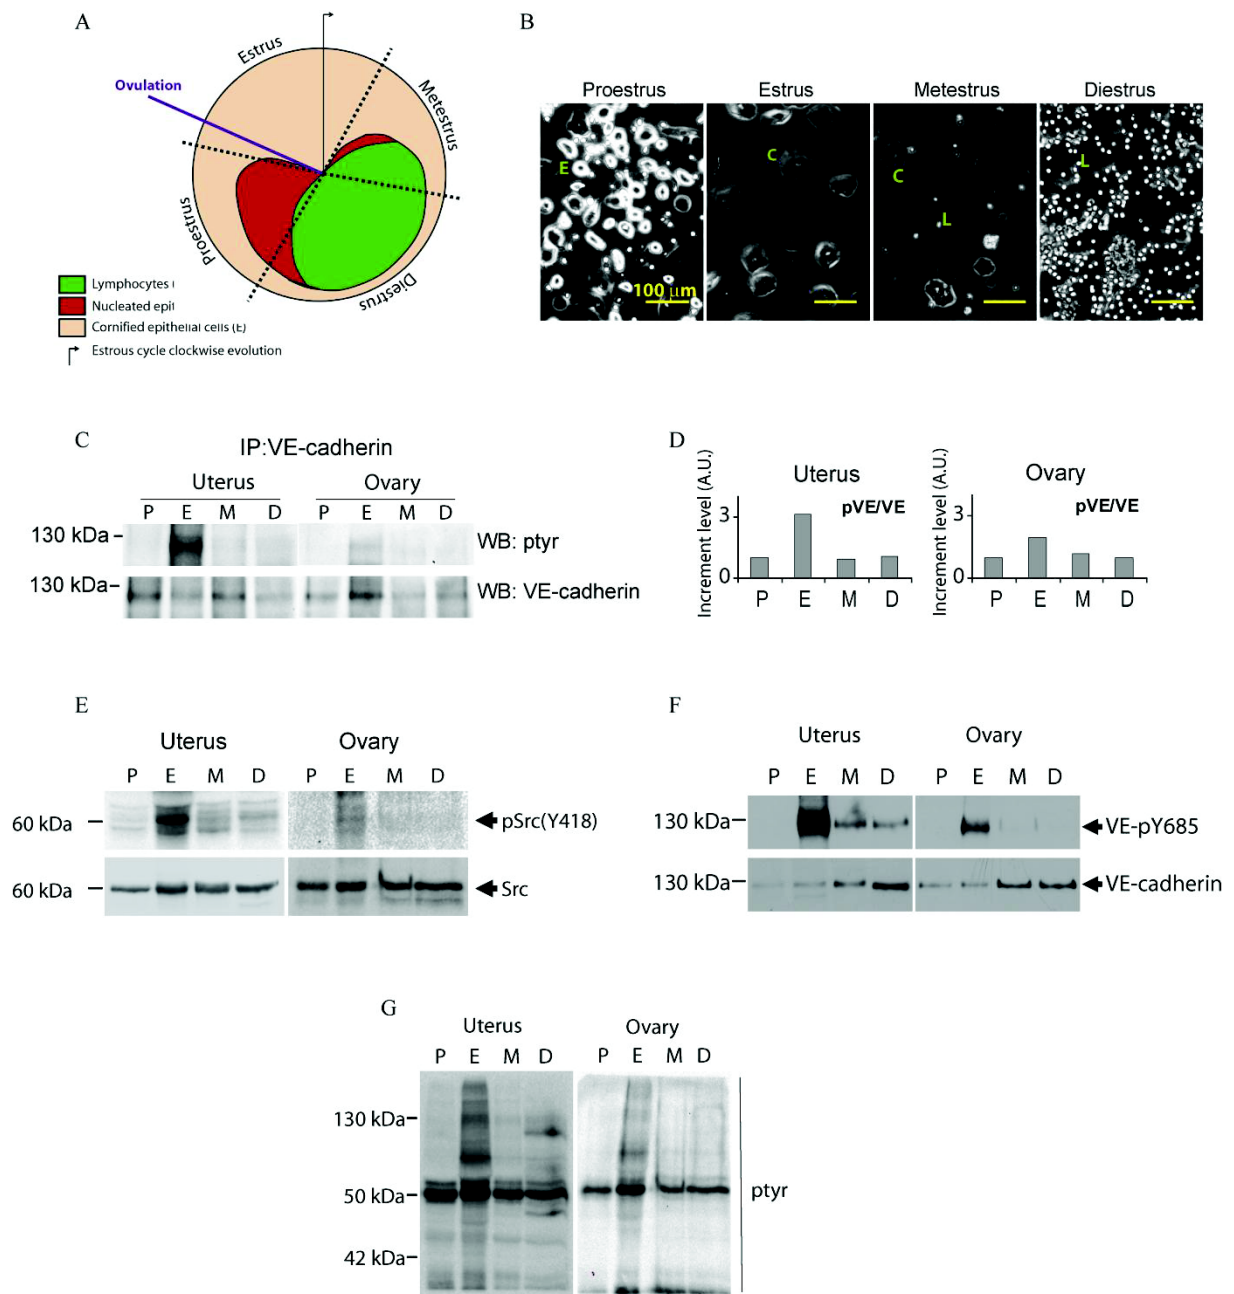 A
Estrus
Ovulation
Metestrus
Proestrus
Diestrus
Lymphocytes (
Nucleated epit
Cornified epithelial cells (E)
Estrous cycle clockwise evolution
B
Proestrus Estrus Metestrus Diestrus
E C C L L
100 µm
C
IP:VE-cadherin
Uterus Ovary
P E M D P E M D
130 kDa
WB: ptyr
130 kDa
WB: VE-cadherin
D
Uterus Ovary
Increment level (A.U.)
pVE/VE
3
0
P E M D
Increment level (A.U.)
pVE/VE
3
0
P E M D
E
Uterus Ovary
P E M D P E M D
60 kDa
pSrc(Y418)
60 kDa
Src
F
Uterus Ovary
P E M D P E M D
130 kDa
VE-pY685
130 kDa
VE-cadherin
G
Uterus Ovary
P E M D P E M D
130 kDa
50 kDa
42 kDa
ptyr